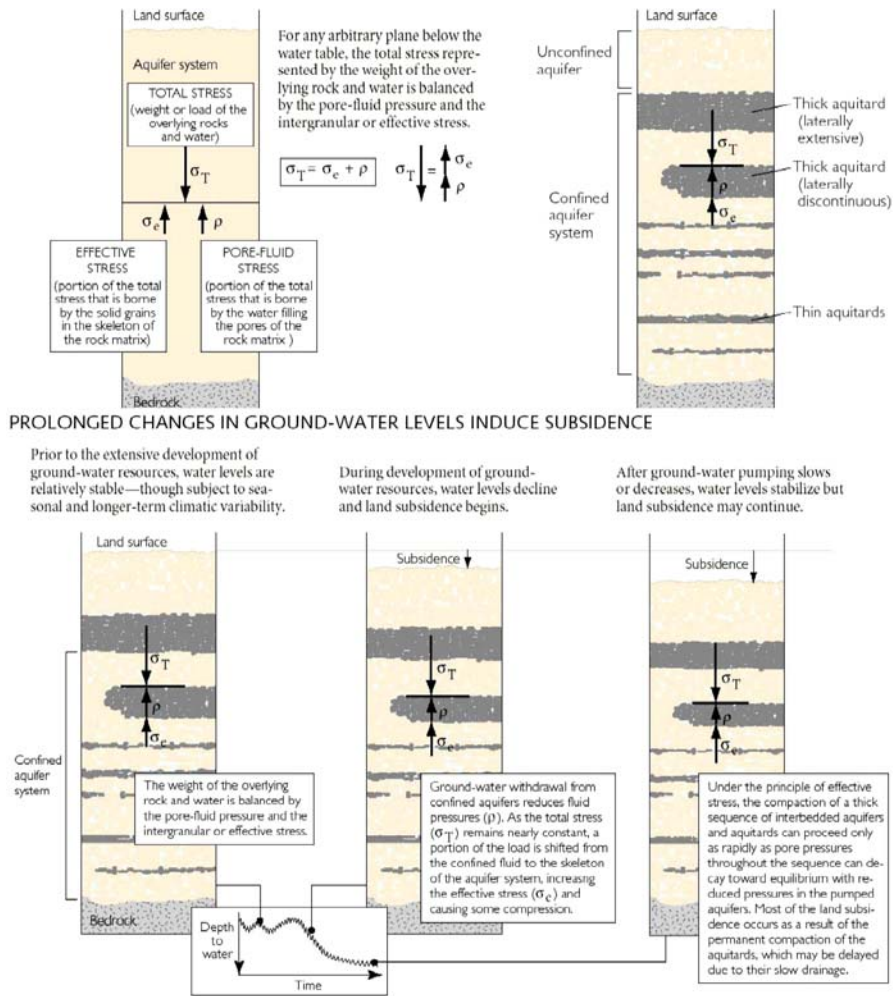 Land surface
Aquifer system
TOTAL STRESS
(weight or load of the
overlying rocks
and water)
σT
σe
ρ
EFFECTIVE
STRESS
(portion of the total
stress that is borne
by the solid grains
in the skeleton of
the rock matrix)
PORE-FLUID
STRESS
(portion of the total
stress that is borne
by the water filling
the pores of the
rock matrix )
Bedrock
For any arbitrary plane below the
water table, the total stress repre-
sented by the weight of the over-
lying rock and water is balanced
by the pore-fluid pressure and the
intergranular or effective stress.
σT = σe + ρ
σT = σe
ρ
Land surface
Unconfined
aquifer
Confined
aquifer
system
σT
ρ
σe
Thick aquitard
(laterally
extensive)
Thick aquitard
(laterally
discontinuous)
Thin aquitards
PROLONGED CHANGES IN GROUND-WATER LEVELS INDUCE SUBSIDENCE
Prior to the extensive development of
ground-water resources, water levels are
relatively stable—though subject to sea-
sonal and longer-term climatic variability.
During development of ground-
water resources, water levels decline
and land subsidence begins.
After ground-water pumping slows
or decreases, water levels stabilize but
land subsidence may continue.
Land surface
σT
ρ
σe
Confined
aquifer
system
The weight of the overlying
rock and water is balanced by
the pore-fluid pressure and the
intergranular or effective stress.
Bedrock
Subsidence
σT
ρ
σe
Ground-water withdrawal from
confined aquifers reduces fluid
pressures (ρ). As the total stress
(σT) remains nearly constant, a
portion of the load is shifted from
the confined fluid to the skeleton
of the aquifer system, increasng
the effective stress (σe) and
causing some compression.
Subsidence
σT
ρ
σe
Under the principle of effective
stress, the compaction of a thick
sequence of interbedded aquifers
and aquitards can proceed only
as rapidly as pore pressures
throughout the sequence can de-
cay toward equilibrium with re-
duced pressures in the pumped
aquifers. Most of the land subsi-
dence occurs as a result of the
permanent compaction of the
aquitards, which may be delayed
due to their slow drainage.
Depth
to
water
Time